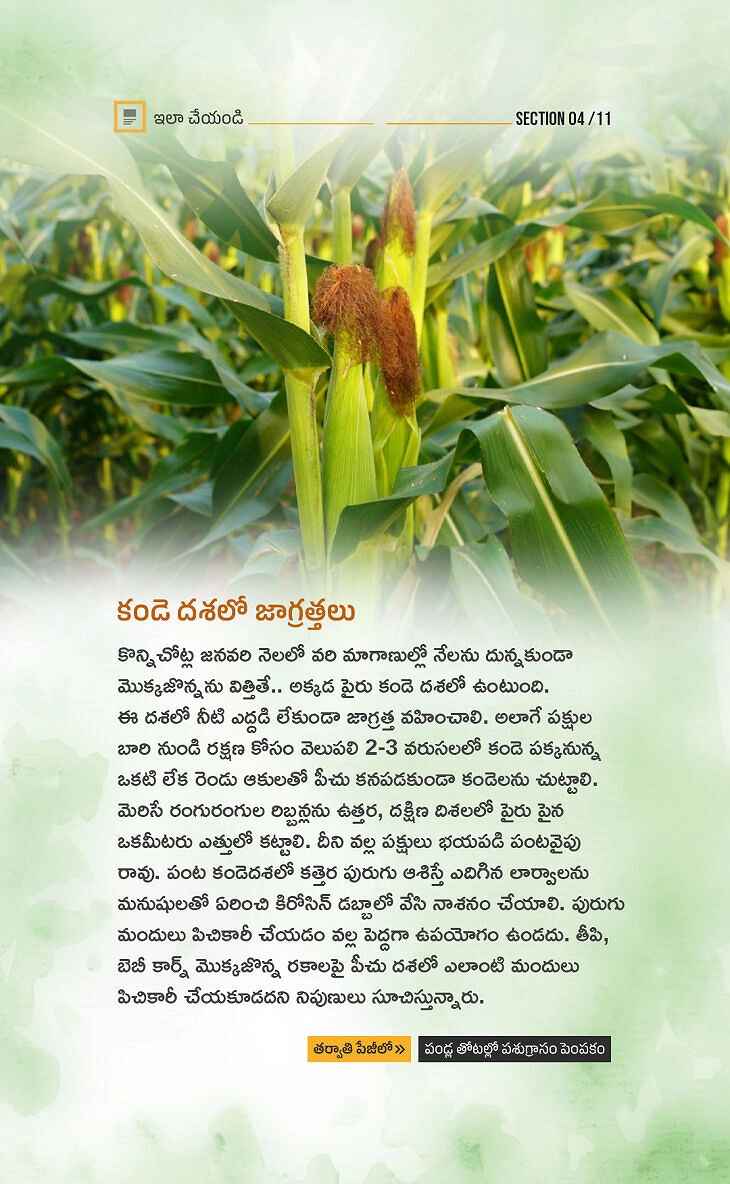 ఇలా చేయండి
SECTION 04 /11
కండె దశలో జాగ్రత్తలు
కొన్నిచోట్ల జనవరి నెలలో వరి మాగాణుల్లో నేలను దున్నకుండా
మొక్కజొన్నను విత్తితే.. అక్కడ పైరు కండె దశలో ఉంటుంది.
ఈ దశలో నీటి ఎద్దడి లేకుండా జాగ్రత్త వహించాలి. అలాగే పక్షుల
బారి నుండి రక్షణ కోసం వెలుపలి 2-3 వరుసలలో కండె పక్కనున్న
ఒకటి లేక రెండు ఆకులతో పీచు కనపడకుండా కండెలను చుట్టాలి.
మెరిసే రంగురంగుల రిబ్బన్లను ఉత్తర, దక్షిణ దిశలలో పైరు పైన
ఒకమీటరు ఎత్తులో కట్టాలి. దీని వల్ల పక్షులు భయపడి పంటవైపు
రావు. పంట కండెదశలో కత్తెర పురుగు ఆశిస్తే ఎదిగిన లార్వాలను
మనుషులతో ఏరించి కిరోసిన్ డబ్బాలో వేసి నాశనం చేయాలి. పురుగు
మందులు పిచికారీ చేయడం వల్ల పెద్దగా ఉపయోగం ఉండదు. తీపి,
బెబీ కార్న్ మొక్కజొన్న రకాలపై పీచు దశలో ఎలాంటి మందులు
పిచికారీ చేయకూడదని నిపుణులు సూచిస్తున్నారు.
తర్వాతి పేజీలో »
పండ్ల తోటల్లో పశుగ్రాసం పెంపకం